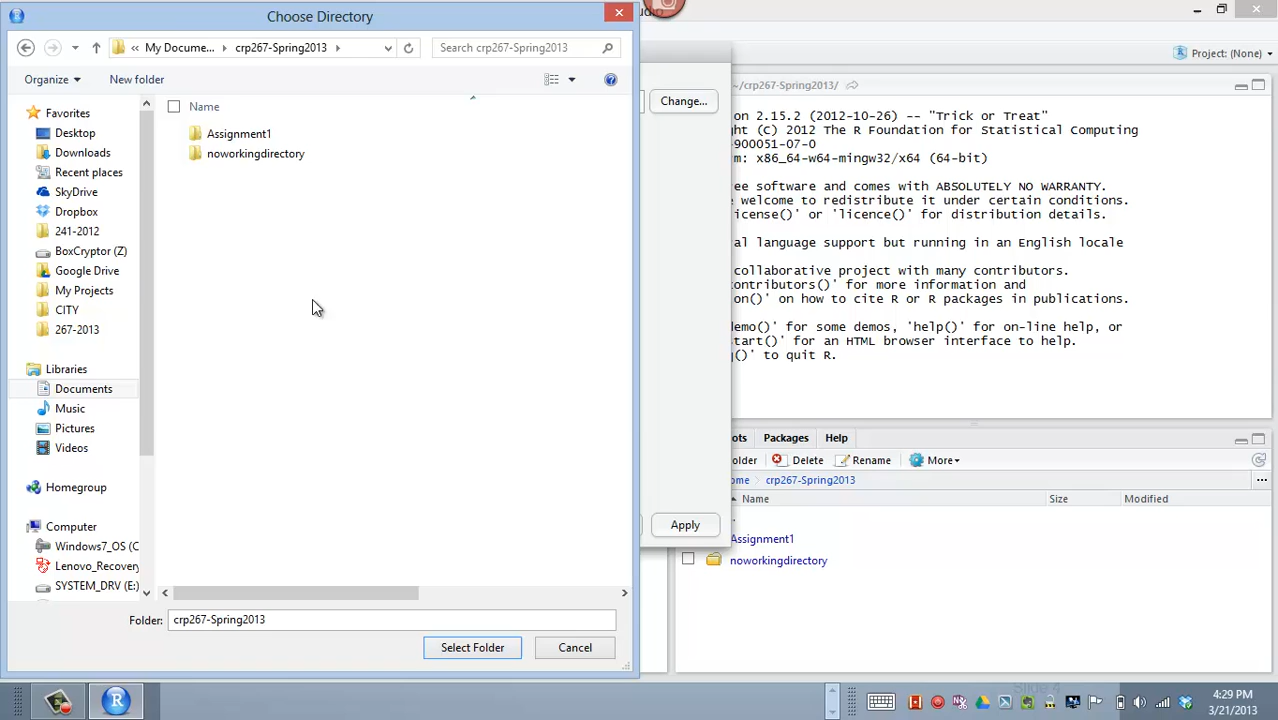 Choose Directory
« My Docume... crp267-Spring2013
Search crp267-Spring2013
Organize
New folder
Favorites
Desktop
Downloads
Recent places
SkyDrive
Dropbox
241-2012
BoxCryptor (Z)
Google Drive
My Projects
CITY
267-2013
Libraries
Documents
Music
Pictures
Videos
Homegroup
Computer
Windows7_OS (C
Lenovo_Recovery
SYSTEM_DRV (E:)
Name
Assignment1
noworkingdirectory
Folder:
crp267-Spring2013
Select Folder
Cancel
Change...
Apply
Project: (None)
~/crp267-Spring2013/
on 2.15.2 (2012-10-26) -- "Trick or Treat"
ht (C) 2012 The R Foundation for Statistical Computing
-900051-07-0
m: x86_64-w64-mingw32/x64 (64-bit)
ee software and comes with ABSOLUTELY NO WARRANTY.
e welcome to redistribute it under certain conditions.
icense()' or 'licence()' for distribution details.
al language support but running in an English locale
collaborative project with many contributors.
ontributors()' for more information and
on()' on how to cite R or R packages in publications.
emo()' for some demos, 'help()' for on-line help, or
tart()' for an HTML browser interface to help.
g()' to quit R.
ots
Packages
Help
older
Delete
Rename
More
ome crp267-Spring2013
...
Name
Size
Modified
Assignment1
noworkingdirectory
Slide 4
4:29 PM
3/21/2013